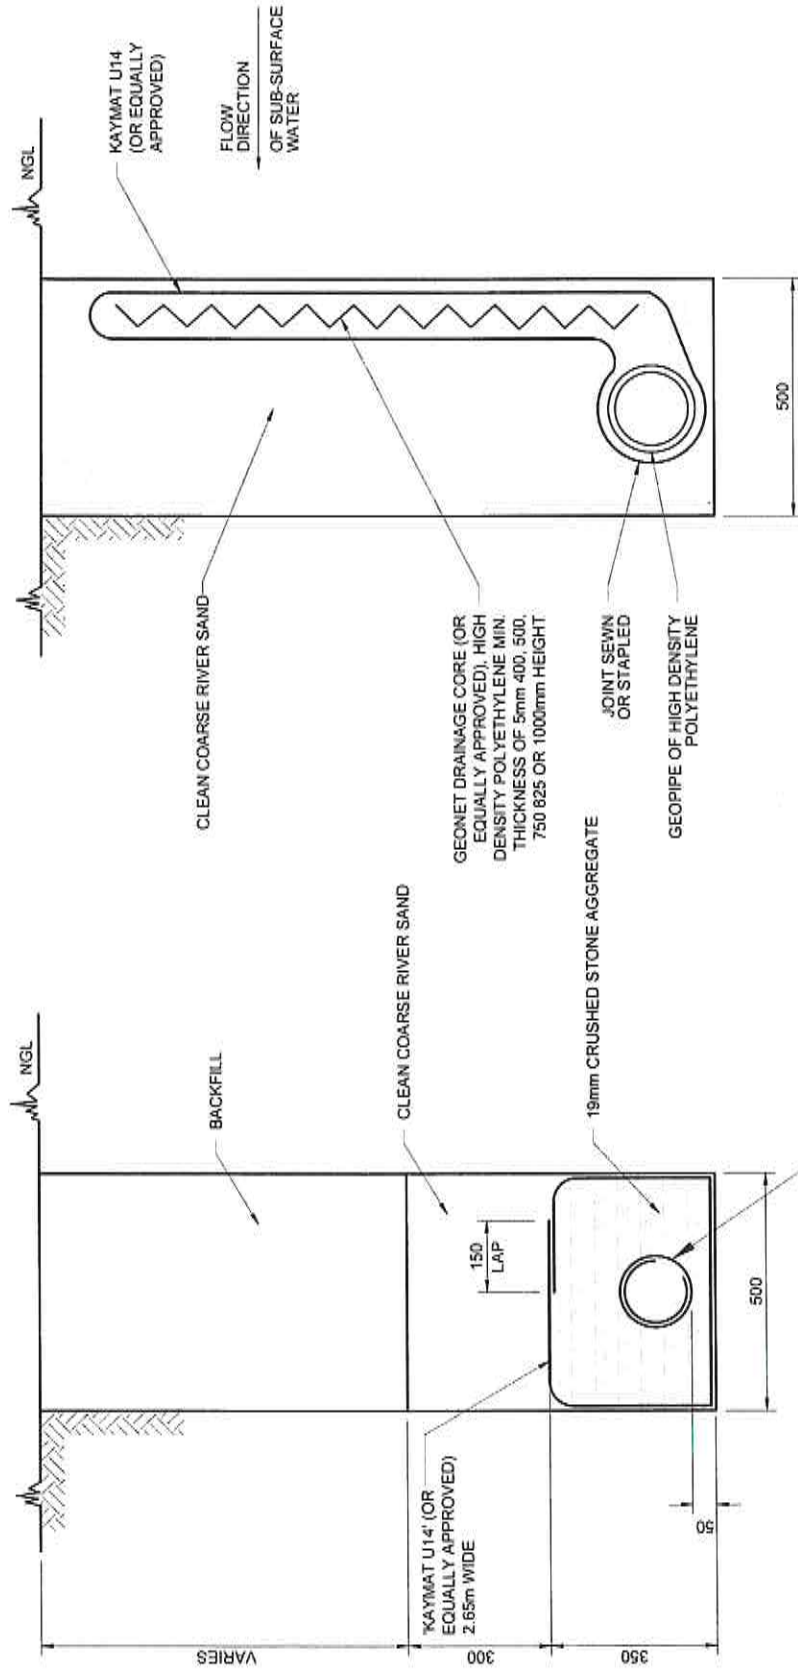 NGL
BACKFILL
CLEAN COARSE RIVER SAND
150
LAP
'KAYMAT U14' (OR
EQUALLY APPROVED)
2.65m WIDE
19mm CRUSHED STONE AGGREGATE
VARIES
300
350
50
500
NGL
KAYMAT U14
(OR EQUALLY
APPROVED)
FLOW
DIRECTION
OF SUB-SURFACE
WATER
CLEAN COARSE RIVER SAND
GEONET DRAINAGE CORE (OR
EQUALLY APPROVED), HIGH
DENSITY POLYETHYLENE MIN.
THICKNESS OF 5mm 400, 500,
750 825 OR 1000mm HEIGHT
JOINT SEWN
OR STAPLED
GEOPIPE OF HIGH DENSITY
POLYETHYLENE
500